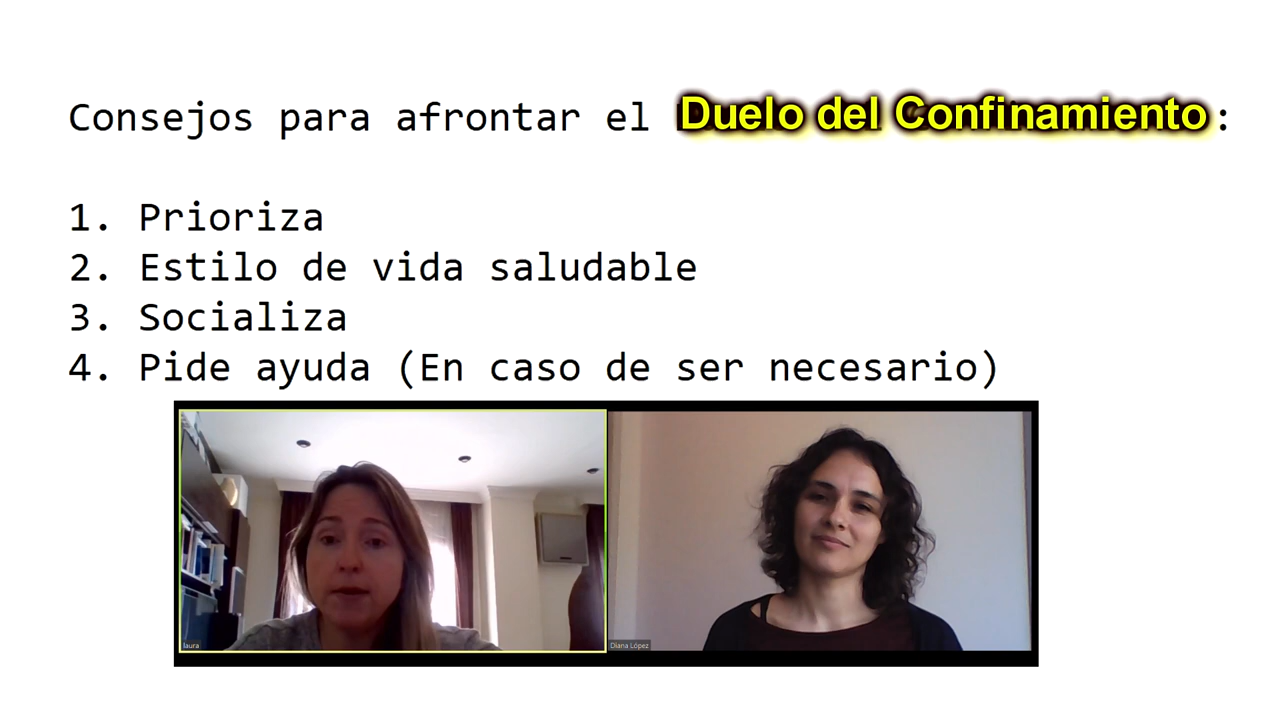 Consejos para afrontar el Duelo del Confinamiento:
1. Prioriza
2. Estilo de vida saludable
3. Socializa
4. Pide ayuda (En caso de ser necesario)
laura
Diana López